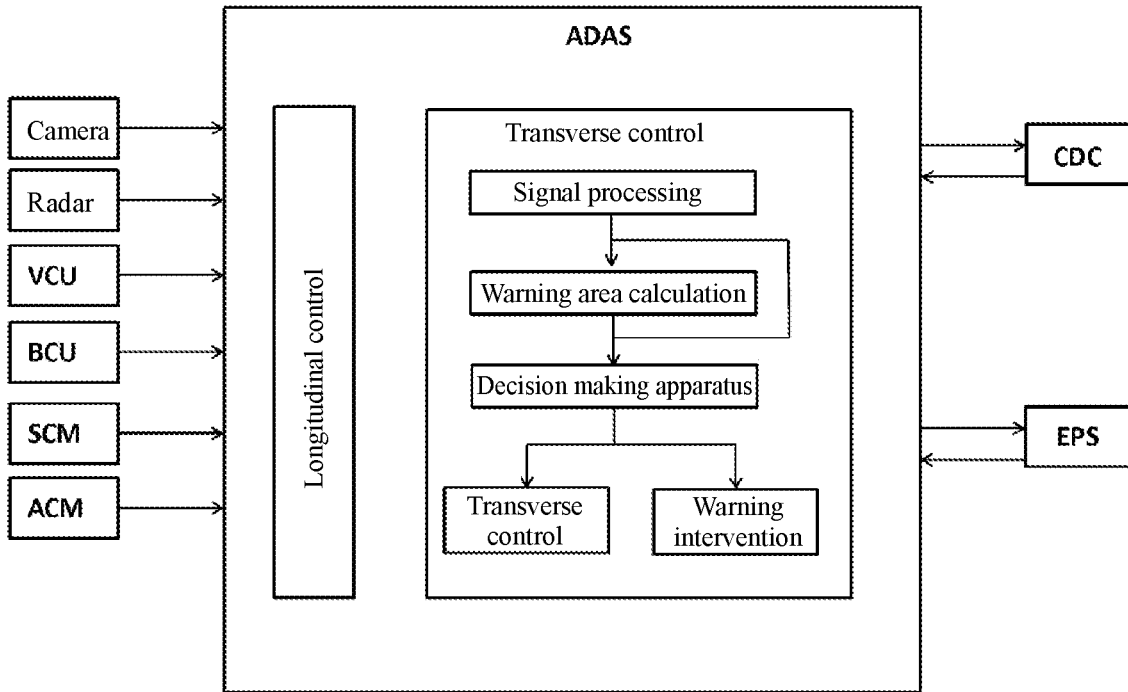 ADAS
Camera
Radar
VCU
BCU
SCM
ACM
Longitudinal control
Transverse control
Signal processing
Warning area calculation
Decision making apparatus
Transverse
control
Warning
intervention
CDC
EPS